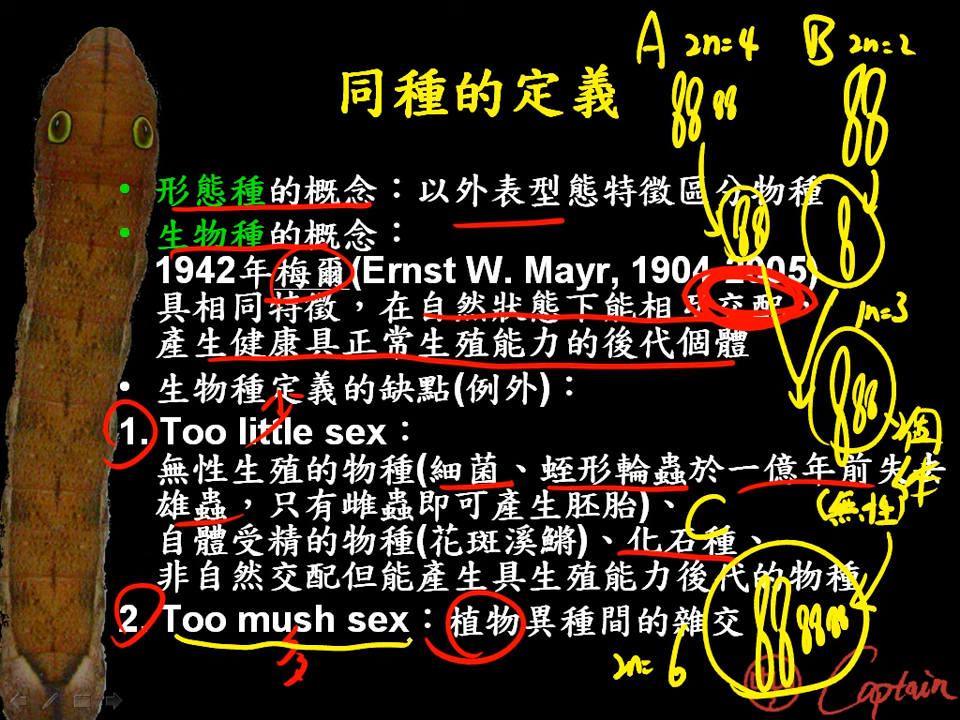 同種的定義
A 2n=4 B 2n=2
形態種的概念：以外表型態特徵區分物種
生物種的概念：
1942年梅爾(Ernst W. Mayr, 1904-2005)
具相同特徵，在自然狀態下能相互交配，
1n=3
產生健康具正常生殖能力的後代個體
生物種定義的缺點(例外)：
1. Too little sex：
無性生殖的物種(細菌、蛭形輪蟲於一億年前失去
雄蟲，只有雌蟲即可產生胚胎)、
(無性)
C
自體受精的物種(花斑溪鱂)、化石種、
非自然交配但能產生具生殖能力後代的物種
2. Too mush sex：植物異種間的雜交
2n=6
Captain